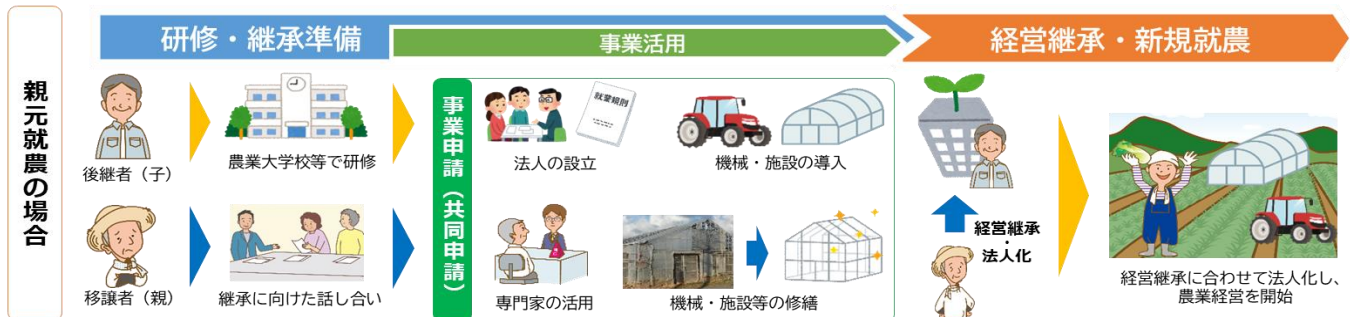 親元就農の場合
研修・継承準備
事業活用
経営継承・新規就農
後継者（子）
農業大学校等で研修
移譲者（親）
継承に向けた話し合い
事業申請（共同申請）
就業規則
法人の設立
機械・施設の導入
専門家の活用
機械・施設等の修繕
経営継承
・
法人化
経営継承に合わせて法人化し、
農業経営を開始